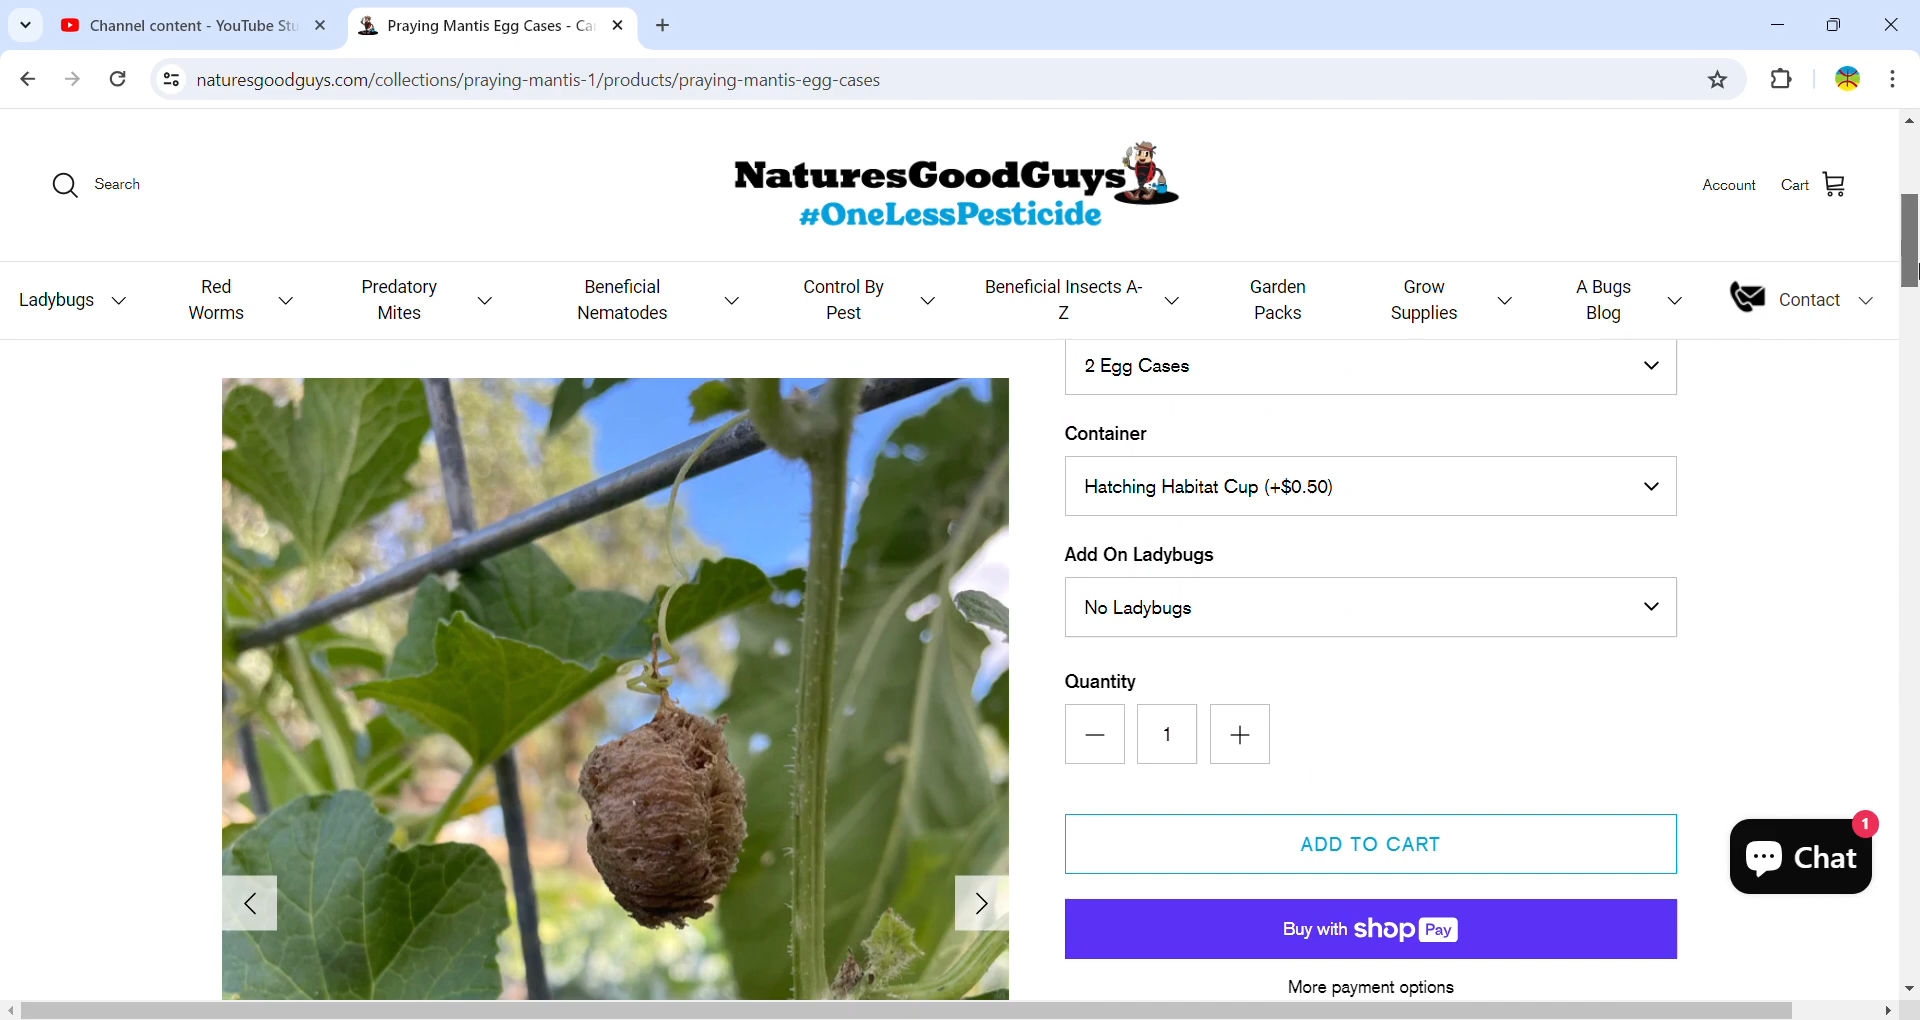 Channel content - YouTube Stu
Praying Mantis Egg Cases - Ca
naturesgoodguys.com/collections/praying-mantis-1/products/praying-mantis-egg-cases
Search
NaturesGoodGuys
#OneLessPesticide
Account
Cart
Ladybugs
Red
Worms
Predatory
Mites
Beneficial
Nematodes
Control By
Pest
Beneficial Insects A-
Z
Garden
Packs
Grow
Supplies
A Bugs
Blog
Contact
2 Egg Cases
Container
Hatching Habitat Cup (+$0.50)
Add On Ladybugs
No Ladybugs
Quantity
1
ADD TO CART
Buy with shop Pay
More payment options
1
Chat